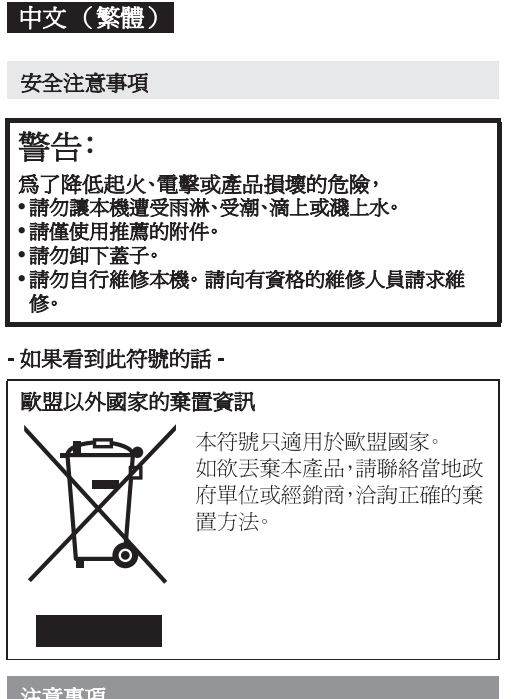 中文（繁體）
安全注意事項
警告：
爲了降低起火、電擊或產品損壞的危險，
•請勿讓本機遭受雨淋、受潮、滴上或濺上水。
•請僅使用推薦的附件。
•請勿卸下蓋子。
•請勿自行維修本機。請向有資格的維修人員請求維
修。
- 如果看到此符號的話 -
歐盟以外國家的棄置資訊
本符號只適用於歐盟國家。
如欲丟棄本產品，請聯絡當地政
府單位或經銷商，洽詢正確的棄
置方法。
注意事項